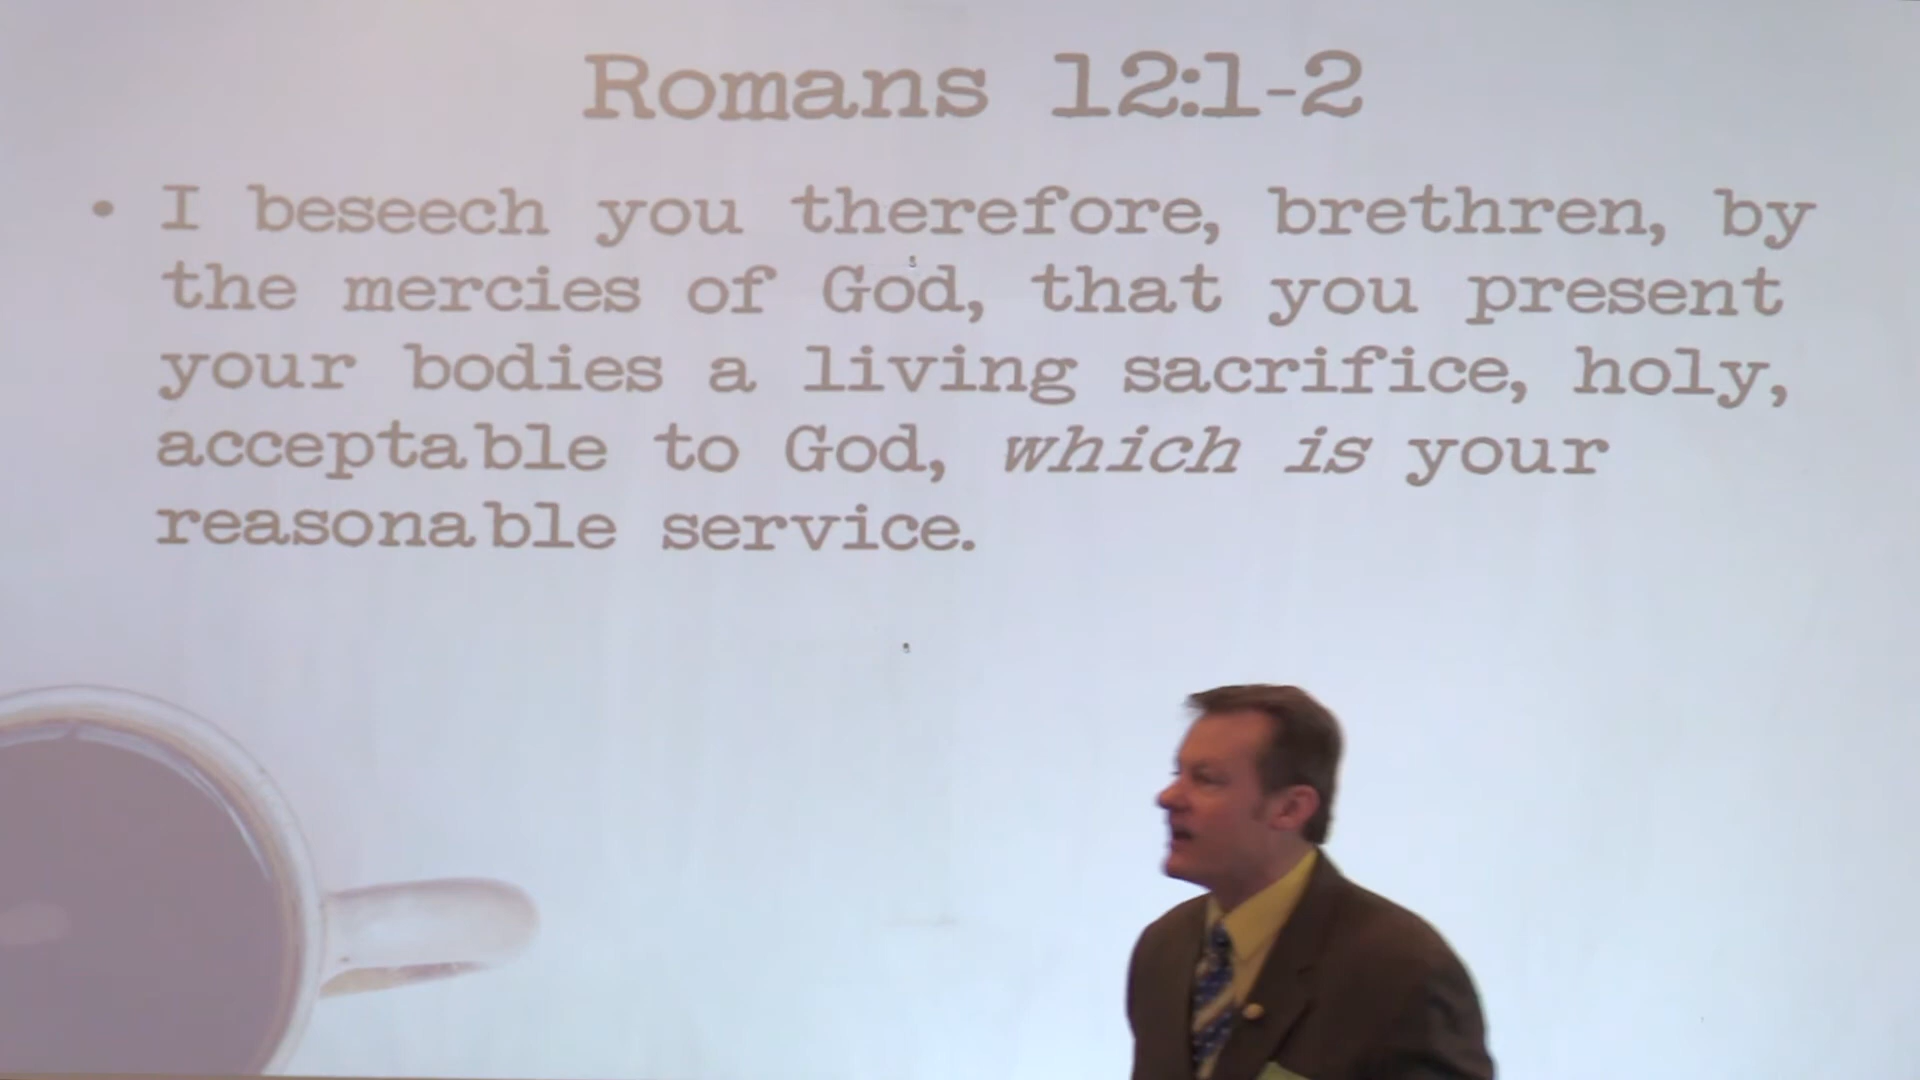 Romans 12:1-2
• I beseech you therefore, brethren, by
the mercies of God, that you present
your bodies a living sacrifice, holy,
acceptable to God, which is your
reasonable service.